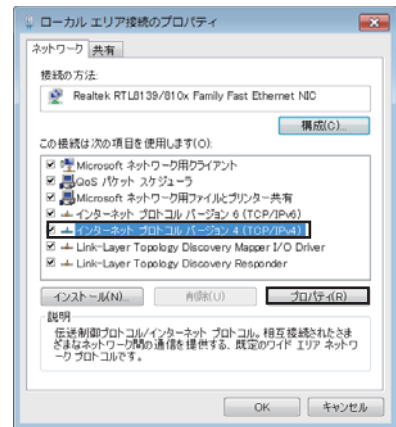 ローカル エリア接続のプロパティ
ネットワーク 共有
接続の方法:
Realtek RTL8139/810x Family Fast Ethernet NIC
構成(C)...
この接続は次の項目を使用します(O):
Microsoft ネットワーク用クライアント
QoS パケット スケジューラ
Microsoft ネットワーク用ファイルとプリンター共有
インターネット プロトコル バージョン 6 (TCP/IPv6)
インターネット プロトコル バージョン 4 (TCP/IPv4)
Link-Layer Topology Discovery Mapper I/O Driver
Link-Layer Topology Discovery Responder
インストール(N)... 削除(U) プロパティ(R)
説明
伝送制御プロトコル/インターネット プロトコル。相互接続されたさま
ざまなネットワーク間の通信を提供する、既定のワイド エリア ネットワ
ーク プロトコルです。
OK キャンセル